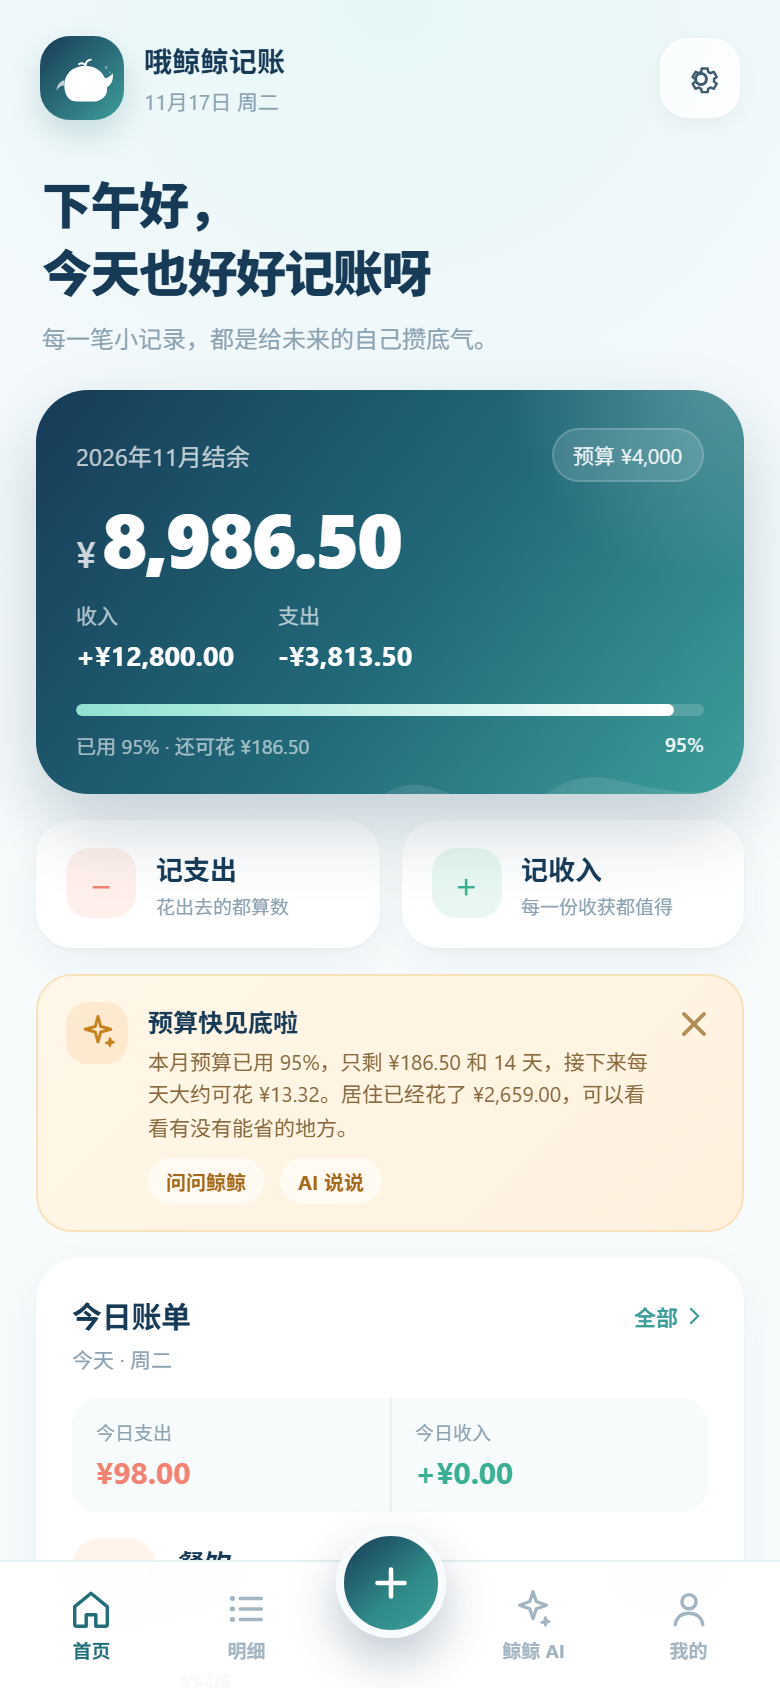 哦鲸鲸记账
11月17日 周二
下午好，
今天也好好记账呀
每一笔小记录，都是给未来的自己攒底气。
2026年11月结余
预算 ¥4,000
¥8,986.50
收入
支出
+¥12,800.00
-¥3,813.50
已用 95% · 还可花 ¥186.50
95%
记支出
花出去的都算数
记收入
每一份收获都值得
预算快见底啦
本月预算已用 95%，只剩 ¥186.50 和 14 天，接下来每
天大约可花 ¥13.32。居住已经花了 ¥2,659.00，可以看
看有没有能省的地方。
问问鲸鲸
AI 说说
今日账单
全部
今天 · 周二
今日支出
今日收入
¥98.00
+¥0.00
餐饮
交通
首页
明细
鲸鲸 AI
我的